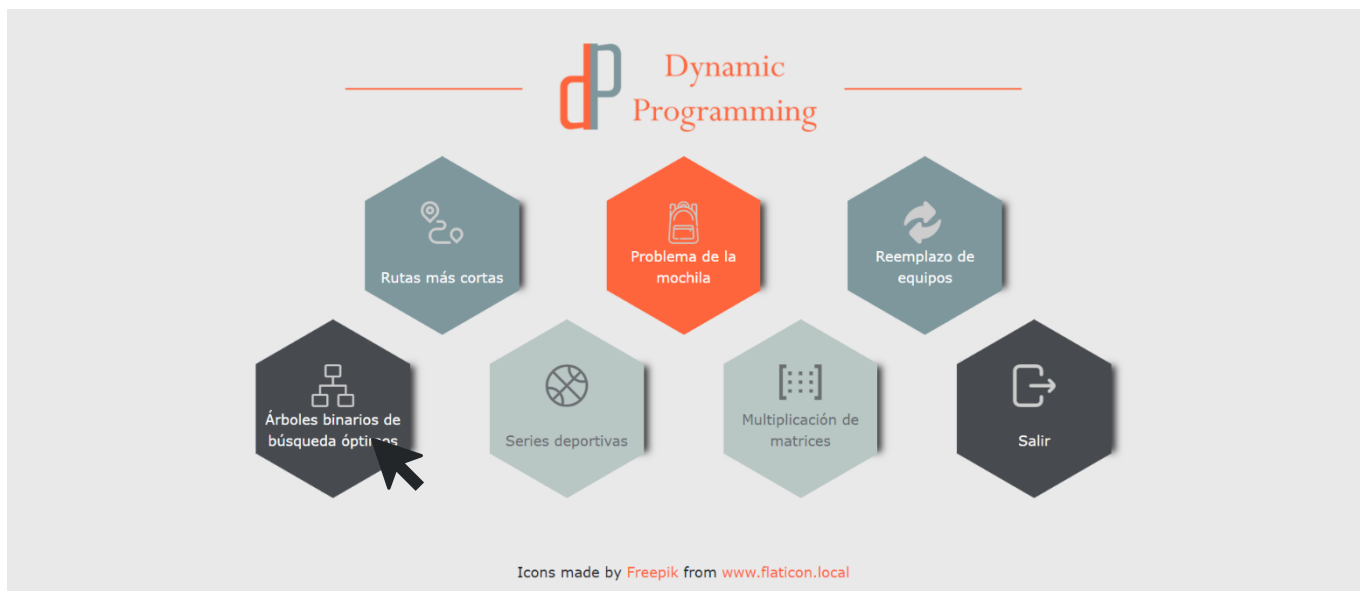 dp
Dynamic
Programming
Rutas más cortas
Problema de la
mochila
Reemplazo de
equipos
Árboles binarios de
búsqueda óptimos
Series deportivas
Multiplicación de
matrices
Salir
Icons made by Freepik from www.flaticon.local